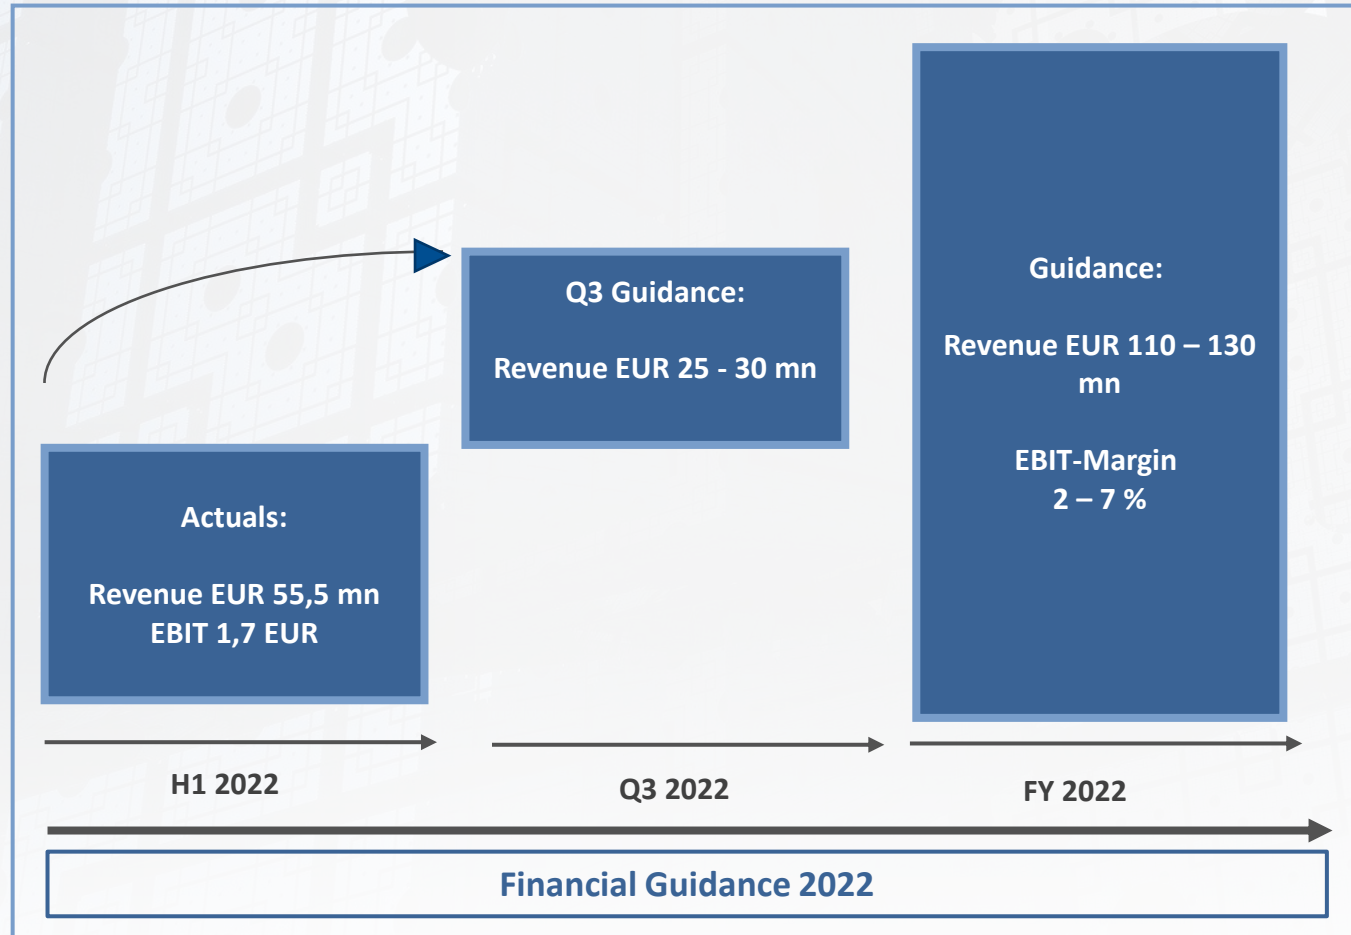 Actuals:
Revenue EUR 55,5 mn
EBIT 1,7 EUR
H1 2022
Q3 Guidance:
Revenue EUR 25 - 30 mn
Q3 2022
Guidance:
Revenue EUR 110 – 130
mn
EBIT-Margin
2 – 7 %
FY 2022
Financial Guidance 2022